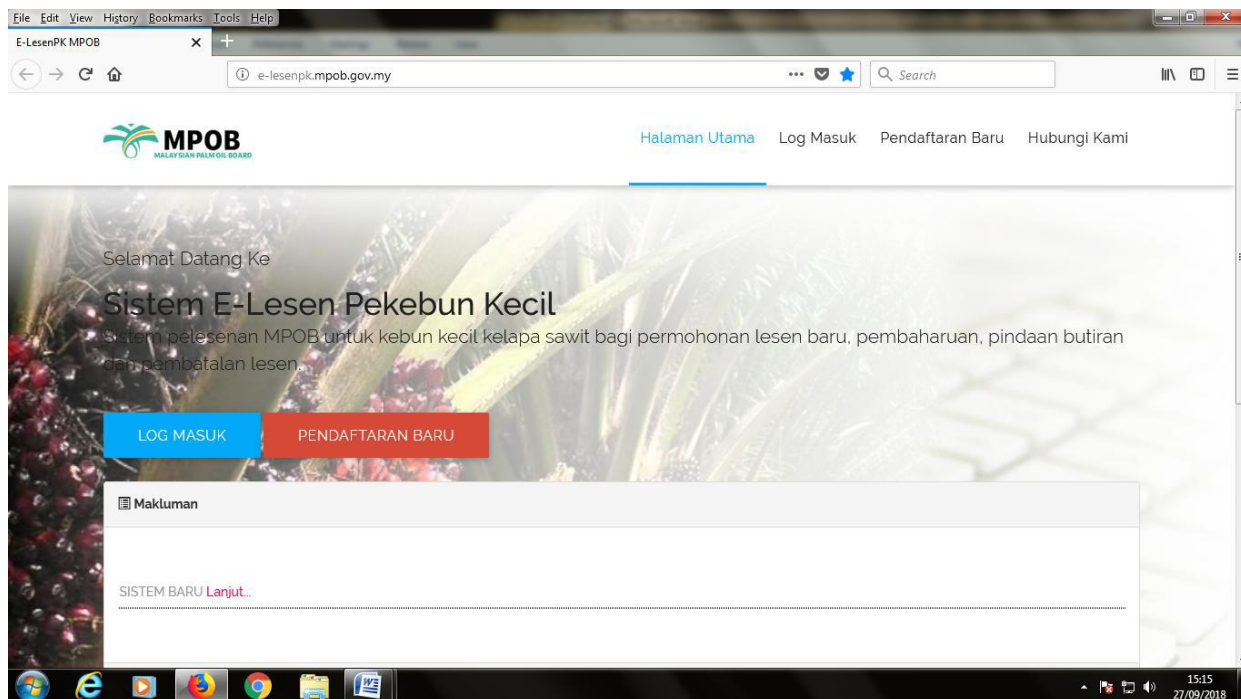 File Edit View History Bookmarks Tools Help
E-LesenPK MPOB
e-lesenpk.mpob.gov.my
Search
MPOB
MALAYSIAN PALM OIL BOARD
Halaman Utama Log Masuk Pendaftaran Baru Hubungi Kami
Selamat Datang Ke
Sistem E-Lesen Pekebun Kecil
Sistem pelesenan MPOB untuk kebun kecil kelapa sawit bagi permohonan lesen baru, pembaharuan, pindaan butiran
dan pembatalan lesen.
LOG MASUK PENDAFTARAN BARU
Makluman
SISTEM BARU Lanjut...
15:15
27/09/2018